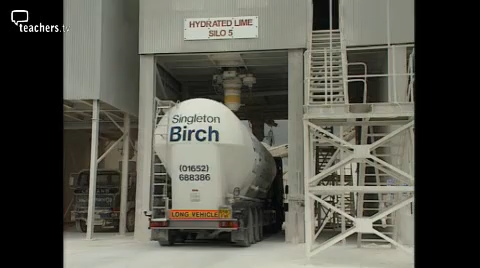 teachers.tv
HYDRATED LIME
SILO 5
Singleton
Birch
(01652)
688386
LONG VEHICLE